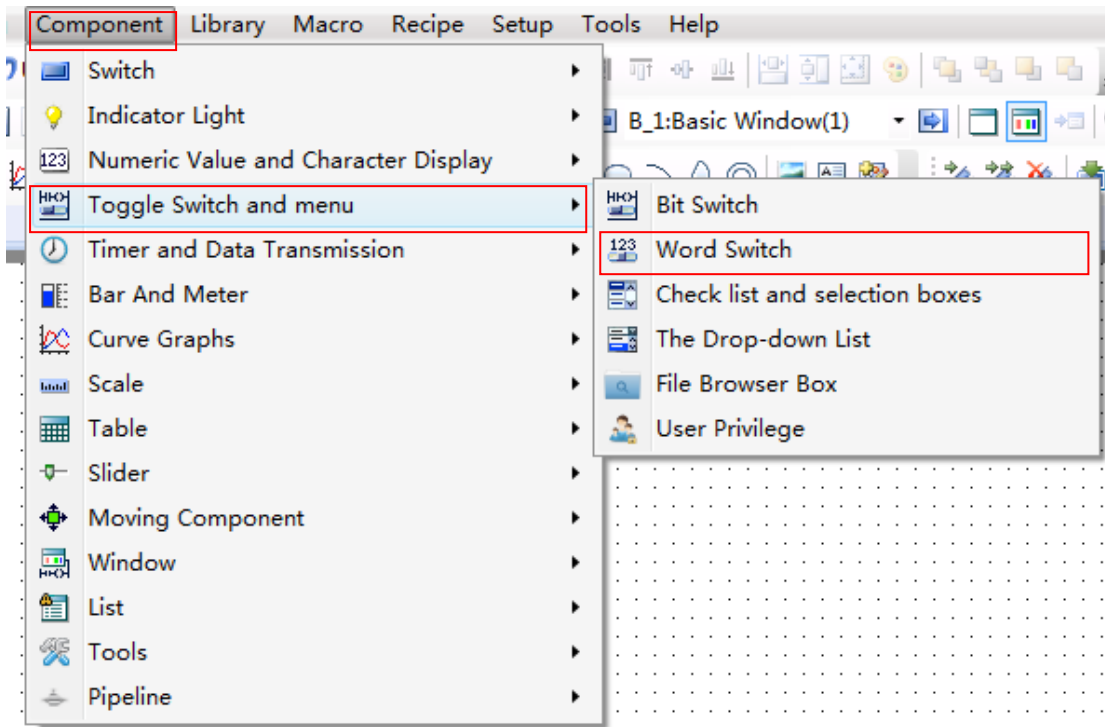 Component Library Macro Recipe Setup Tools Help
Switch
Indicator Light
B_1:Basic Window(1)
123 Numeric Value and Character Display
Toggle Switch and menu
Bit Switch
Timer and Data Transmission
123 Word Switch
Bar And Meter
Check list and selection boxes
Curve Graphs
The Drop-down List
Scale
File Browser Box
Table
User Privilege
Slider
Moving Component
Window
List
Tools
Pipeline